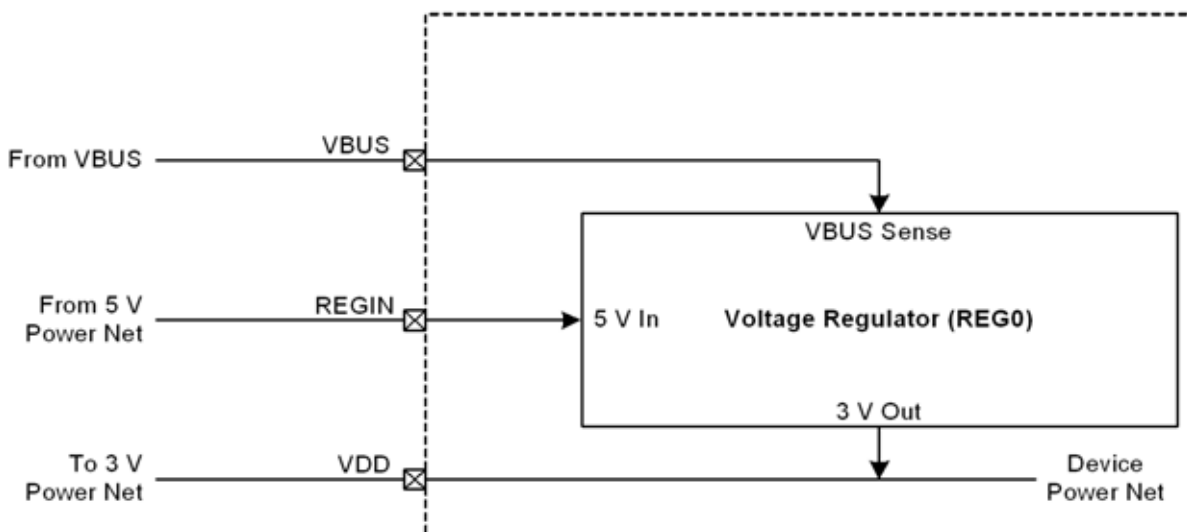 VBUS
From VBUS
VBUS Sense
From 5 V
Power Net
REGIN
5 V In
Voltage Regulator (REG0)
3 V Out
To 3 V
Power Net
VDD
Device
Power Net